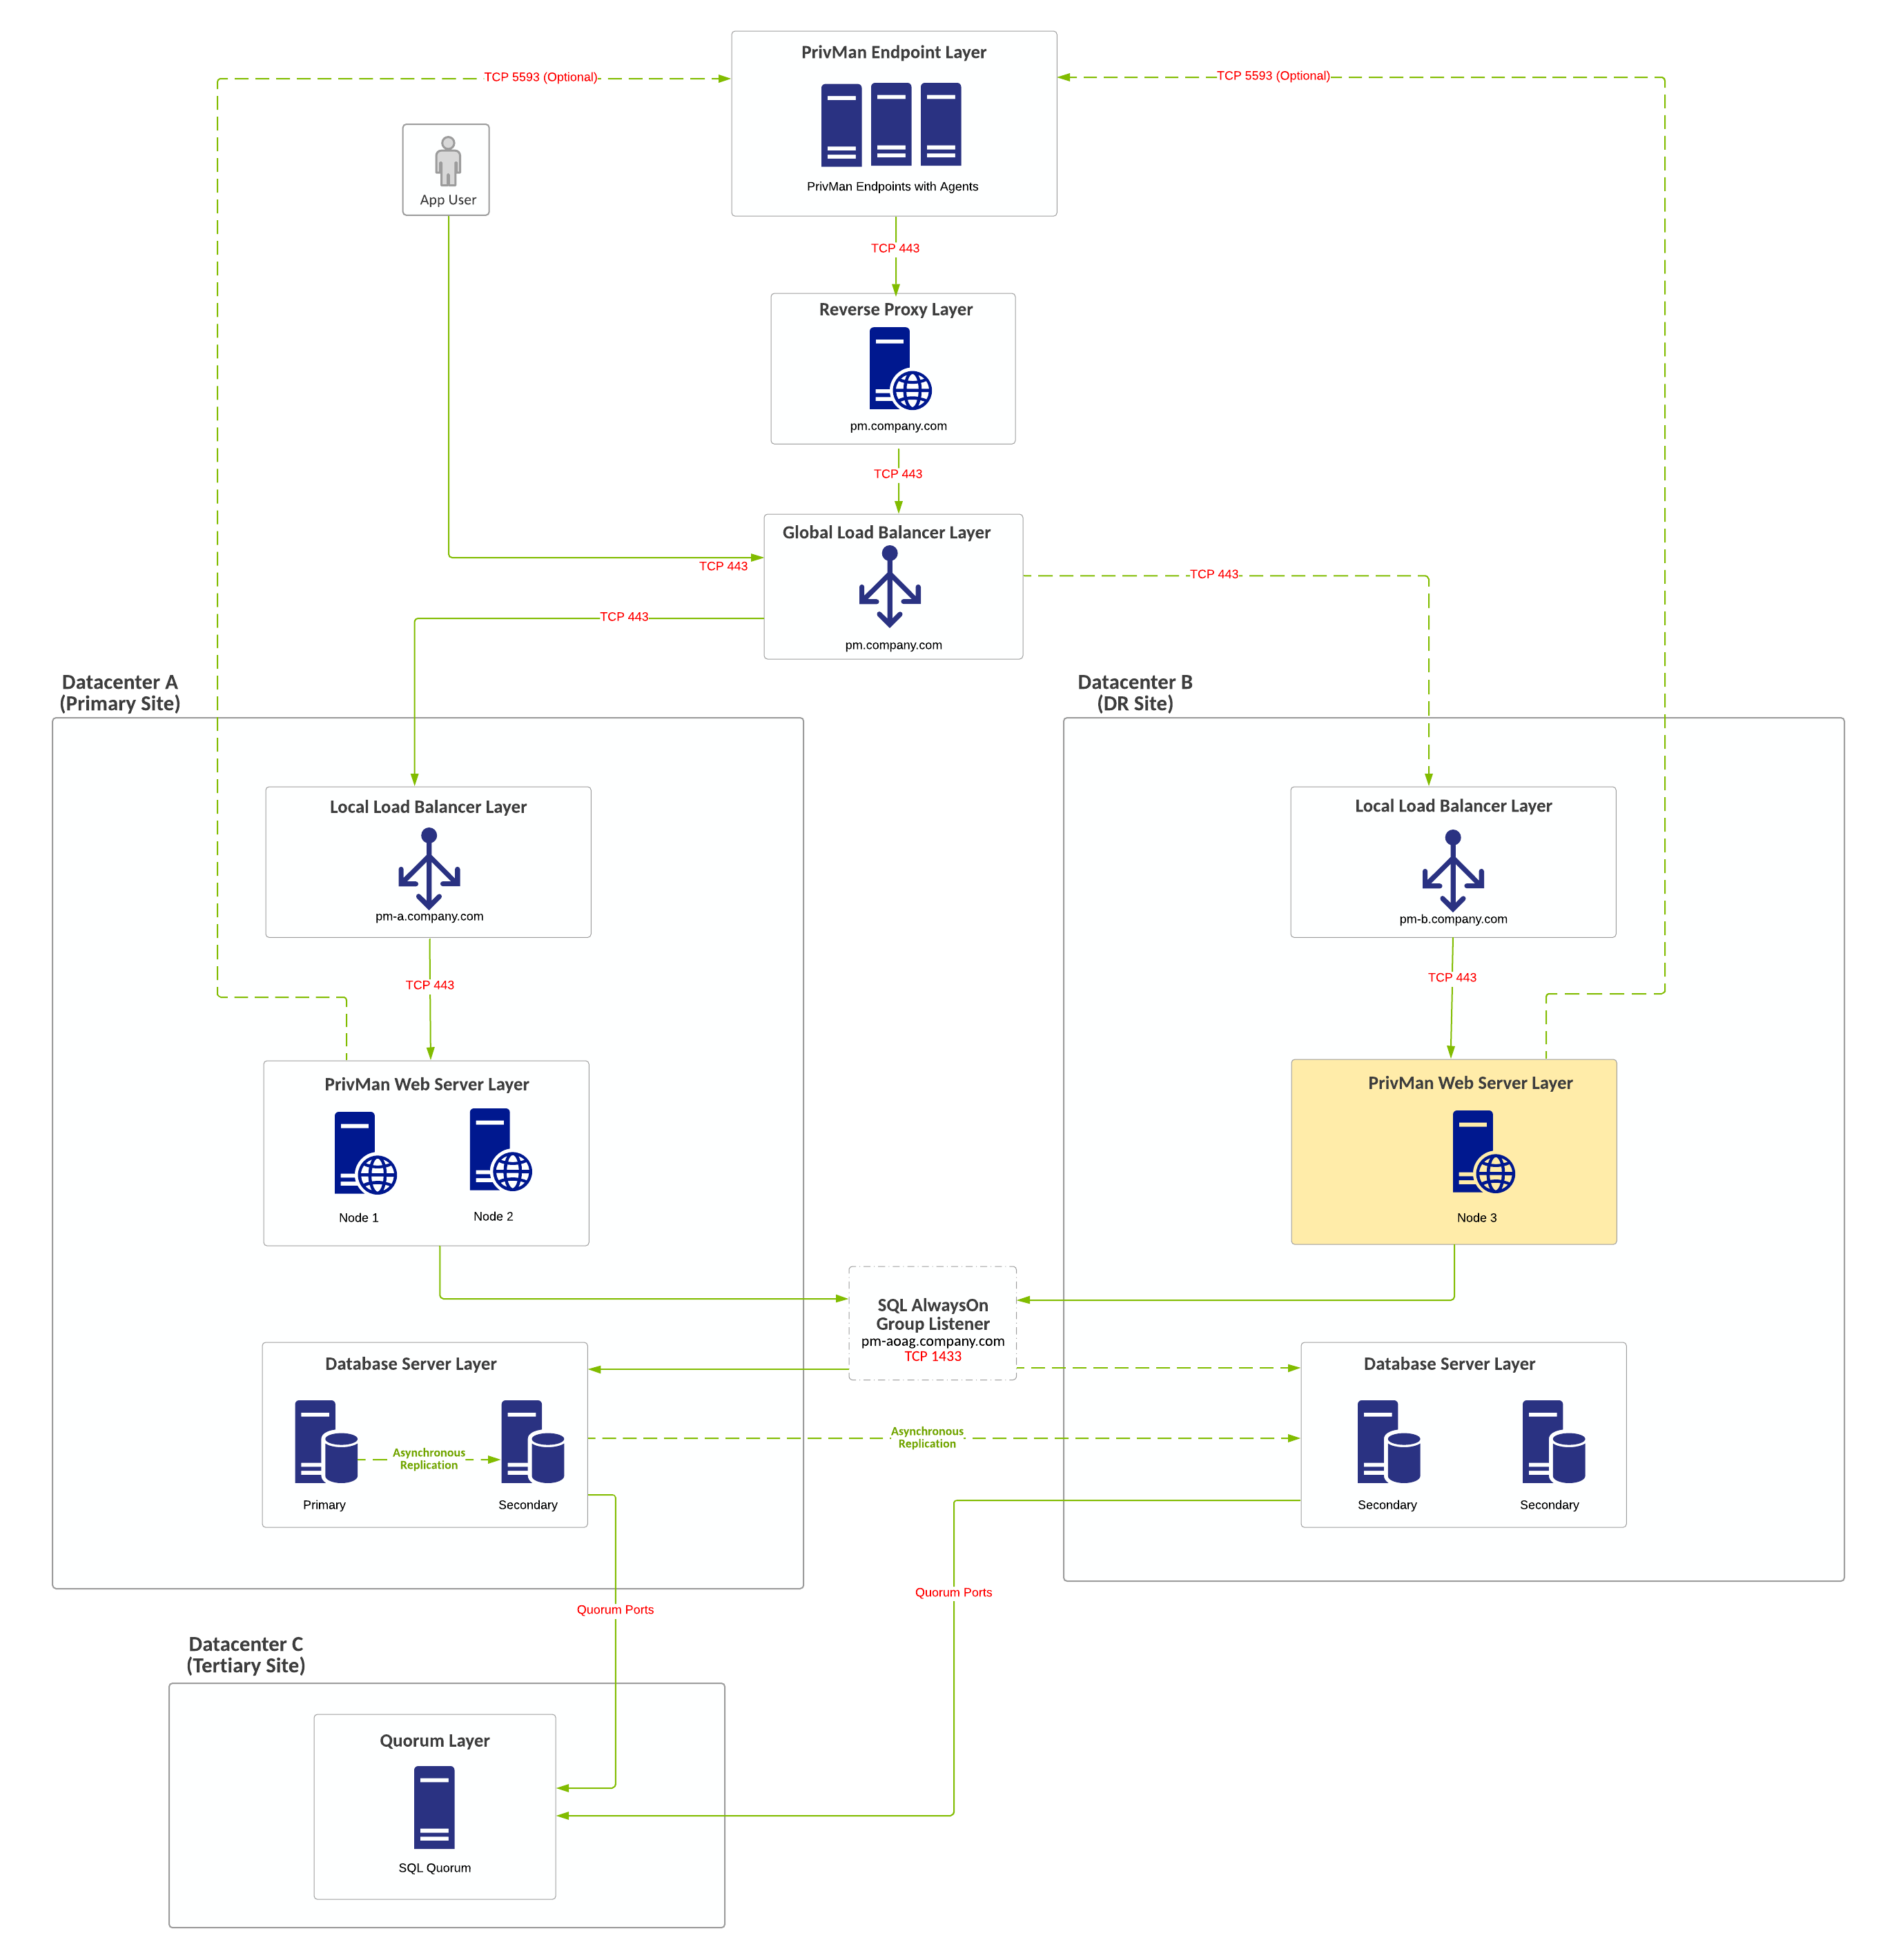 PrivMan Endpoint Layer
TCP 5593 (Optional)
TCP 5593 (Optional)
PrivMan Endpoints with Agents
App User
TCP 443
Reverse Proxy Layer
pm.company.com
TCP 443
Global Load Balancer Layer
TCP 443
TCP 443
TCP 443
pm.company.com
Datacenter A
(Primary Site)
Datacenter B
(DR Site)
Local Load Balancer Layer
pm-a.company.com
Local Load Balancer Layer
pm-b.company.com
TCP 443
TCP 443
PrivMan Web Server Layer
Node 1
Node 2
PrivMan Web Server Layer
Node 3
SQL AlwaysOn
Group Listener
pm-aoag.company.com
TCP 1433
Database Server Layer
Asynchronous
Replication
Primary
Secondary
Asynchronous
Replication
Database Server Layer
Secondary
Secondary
Quorum Ports
Quorum Ports
Datacenter C
(Tertiary Site)
Quorum Layer
SQL Quorum